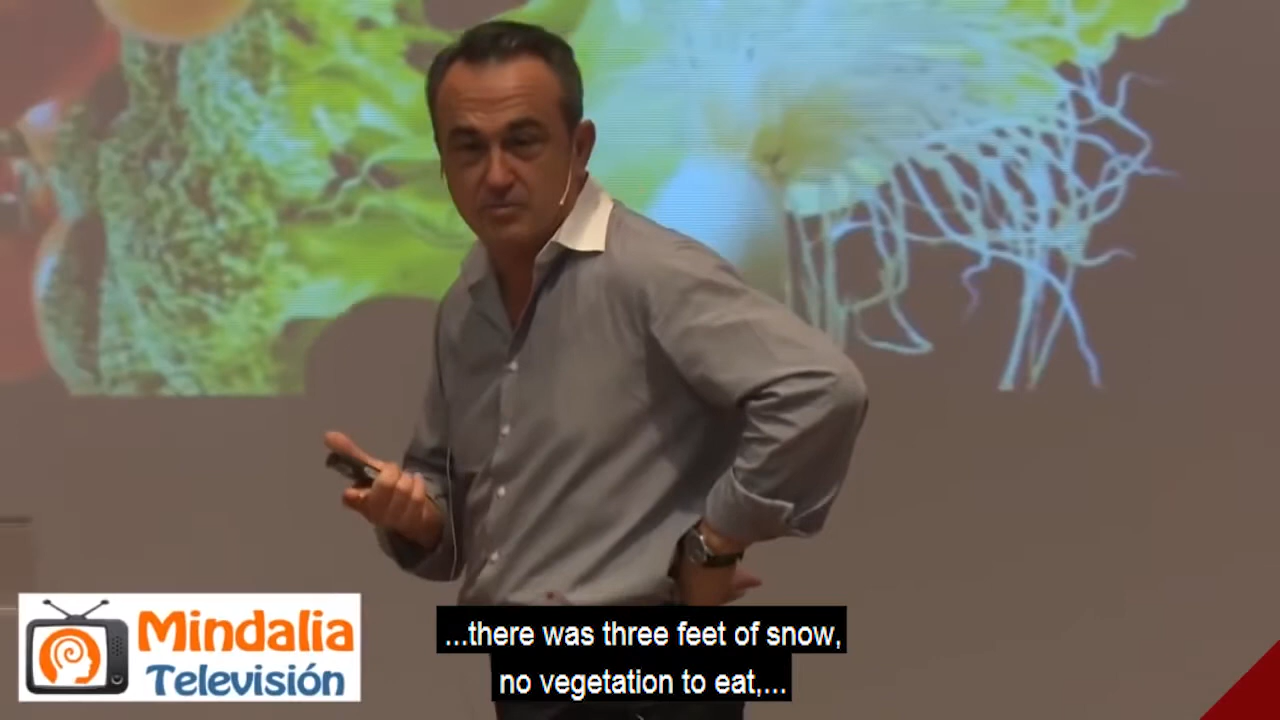 Mindalia
Televisión
...there was three feet of snow,
no vegetation to eat,...